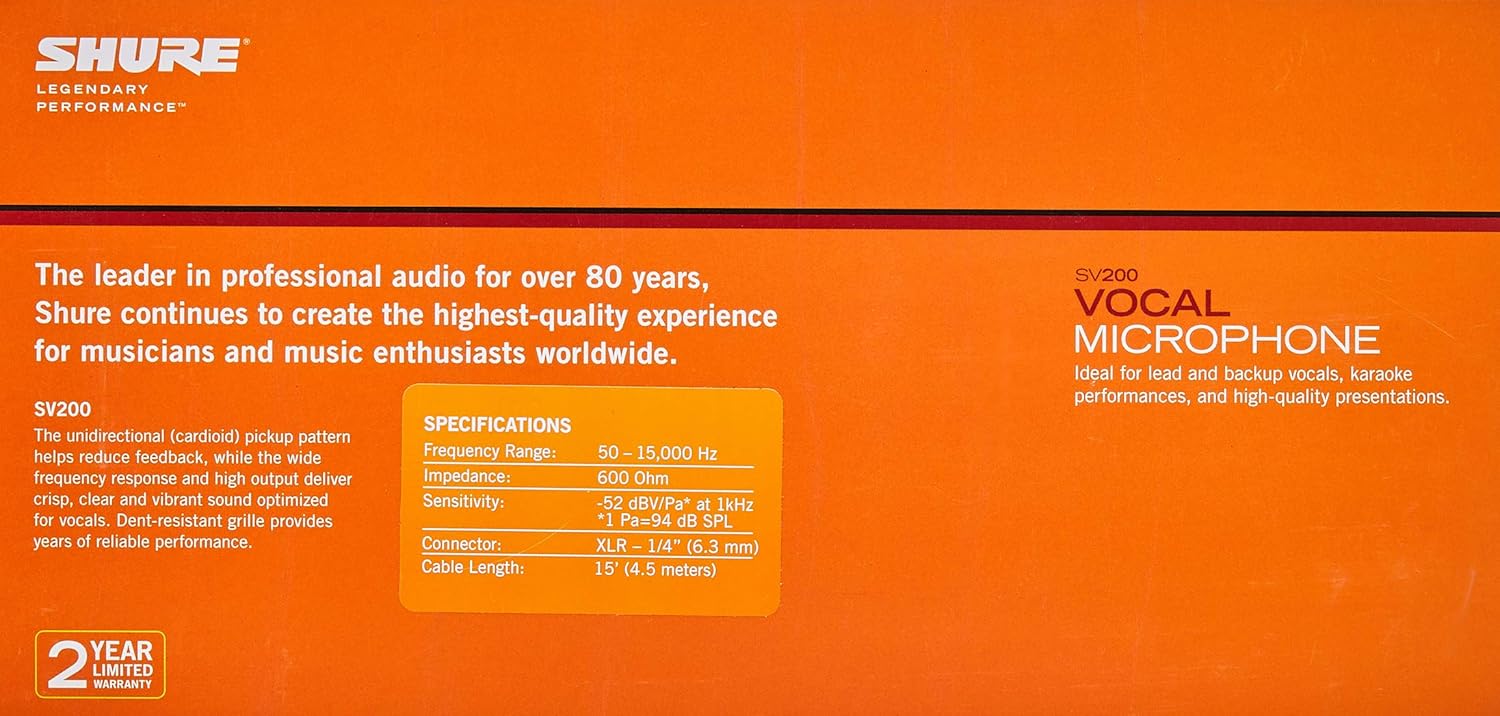 SHURE®
LEGENDARY
PERFORMANCE™
The leader in professional audio for over 80 years,
Shure continues to create the highest-quality experience
for musicians and music enthusiasts worldwide.
SV200
The unidirectional (cardioid) pickup pattern
helps reduce feedback, while the wide
frequency response and high output deliver
crisp, clear and vibrant sound optimized
for vocals. Dent-resistant grille provides
years of reliable performance.
SPECIFICATIONS
Frequency Range: 50 – 15,000 Hz
Impedance: 600 Ohm
Sensitivity: -52 dBV/Pa* at 1kHz
*1 Pa=94 dB SPL
Connector: XLR – 1/4” (6.3 mm)
Cable Length: 15’ (4.5 meters)
SV200
VOCAL
MICROPHONE
Ideal for lead and backup vocals, karaoke
performances, and high-quality presentations.
2 YEAR
LIMITED
WARRANTY